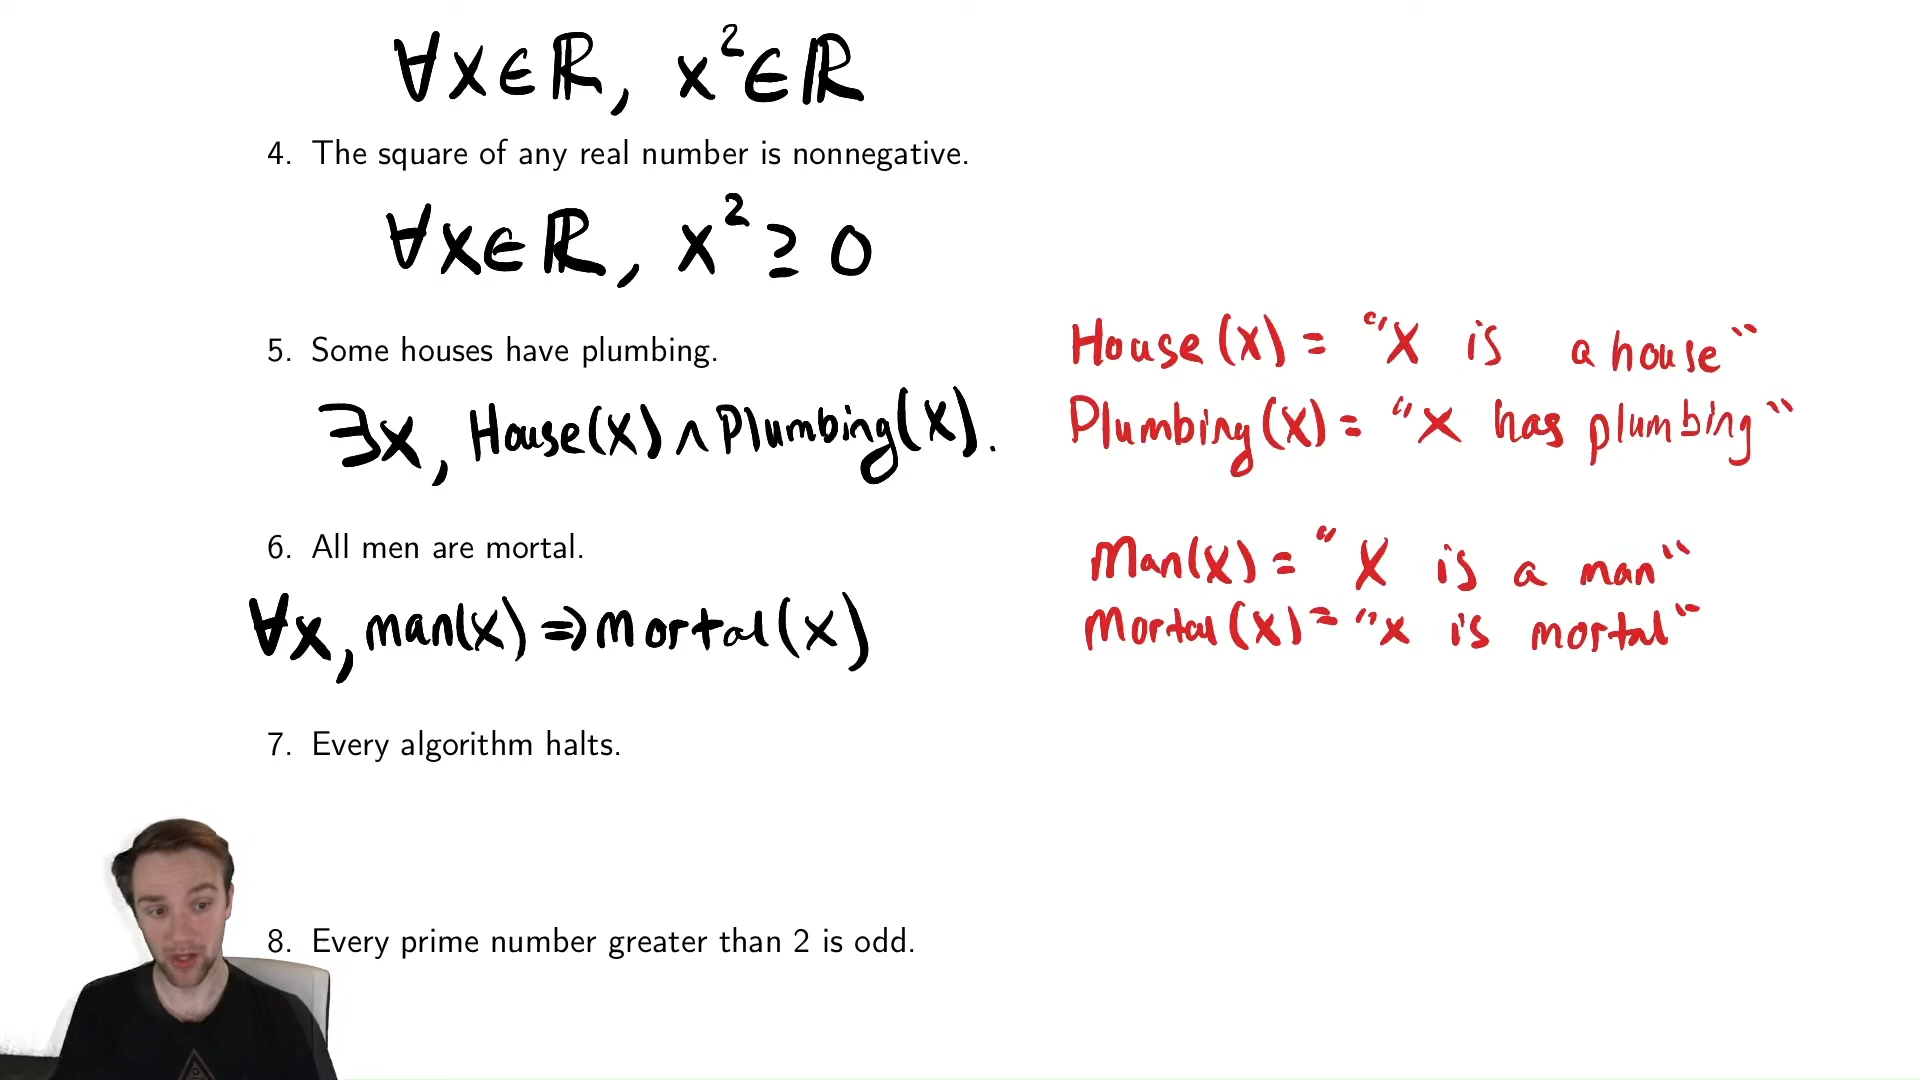 ∀x∈ℝ, x²∈ℝ
4. The square of any real number is nonnegative.
∀x∈ℝ, x² ≥ 0
5. Some houses have plumbing.
House(x) = "x is a house"
∃x, House(x) ∧ Plumbing(x).
Plumbing(x) = "x has plumbing"
6. All men are mortal.
Man(x) = "x is a man"
∀x, man(x) ⇒ mortal(x)
Mortal(x) = "x is mortal"
7. Every algorithm halts.
8. Every prime number greater than 2 is odd.